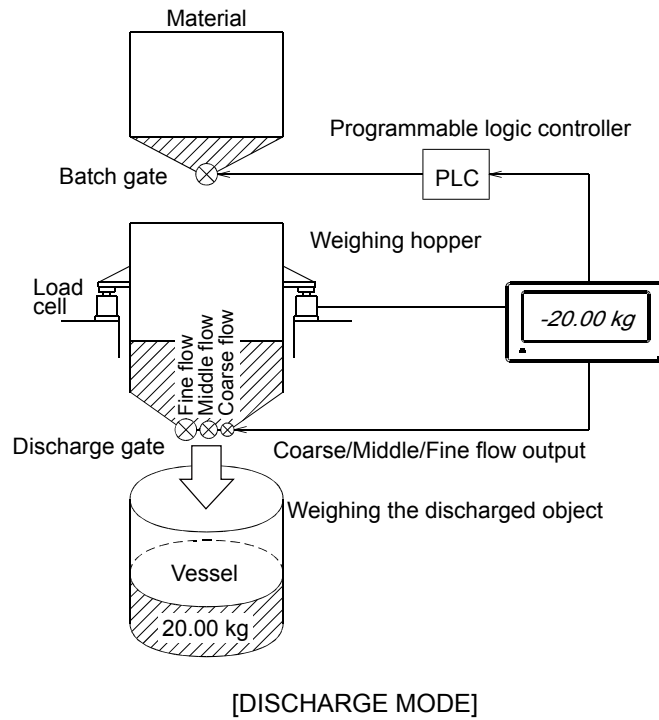 Material
Programmable logic controller
Batch gate
PLC
Weighing hopper
Load
cell
-20.00 kg
Fine flow
Middle flow
Coarse flow
Discharge gate
Coarse/Middle/Fine flow output
Weighing the discharged object
Vessel
20.00 kg
[DISCHARGE MODE]